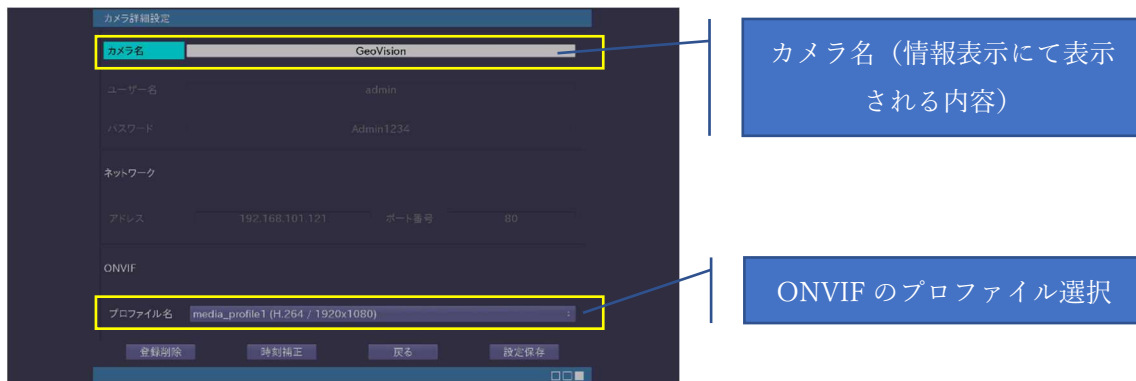 カメラ詳細設定
カメラ名 GeoVision
カメラ名（情報表示にて表示
される内容）
ユーザー名 admin
パスワード Admin1234
ネットワーク
アドレス 192.168.101.121 ポート番号 80
ONVIF
ONVIF のプロファイル選択
プロファイル名 media_profile1 (H.264 / 1920x1080)
登録削除 時刻補正 戻る 設定保存